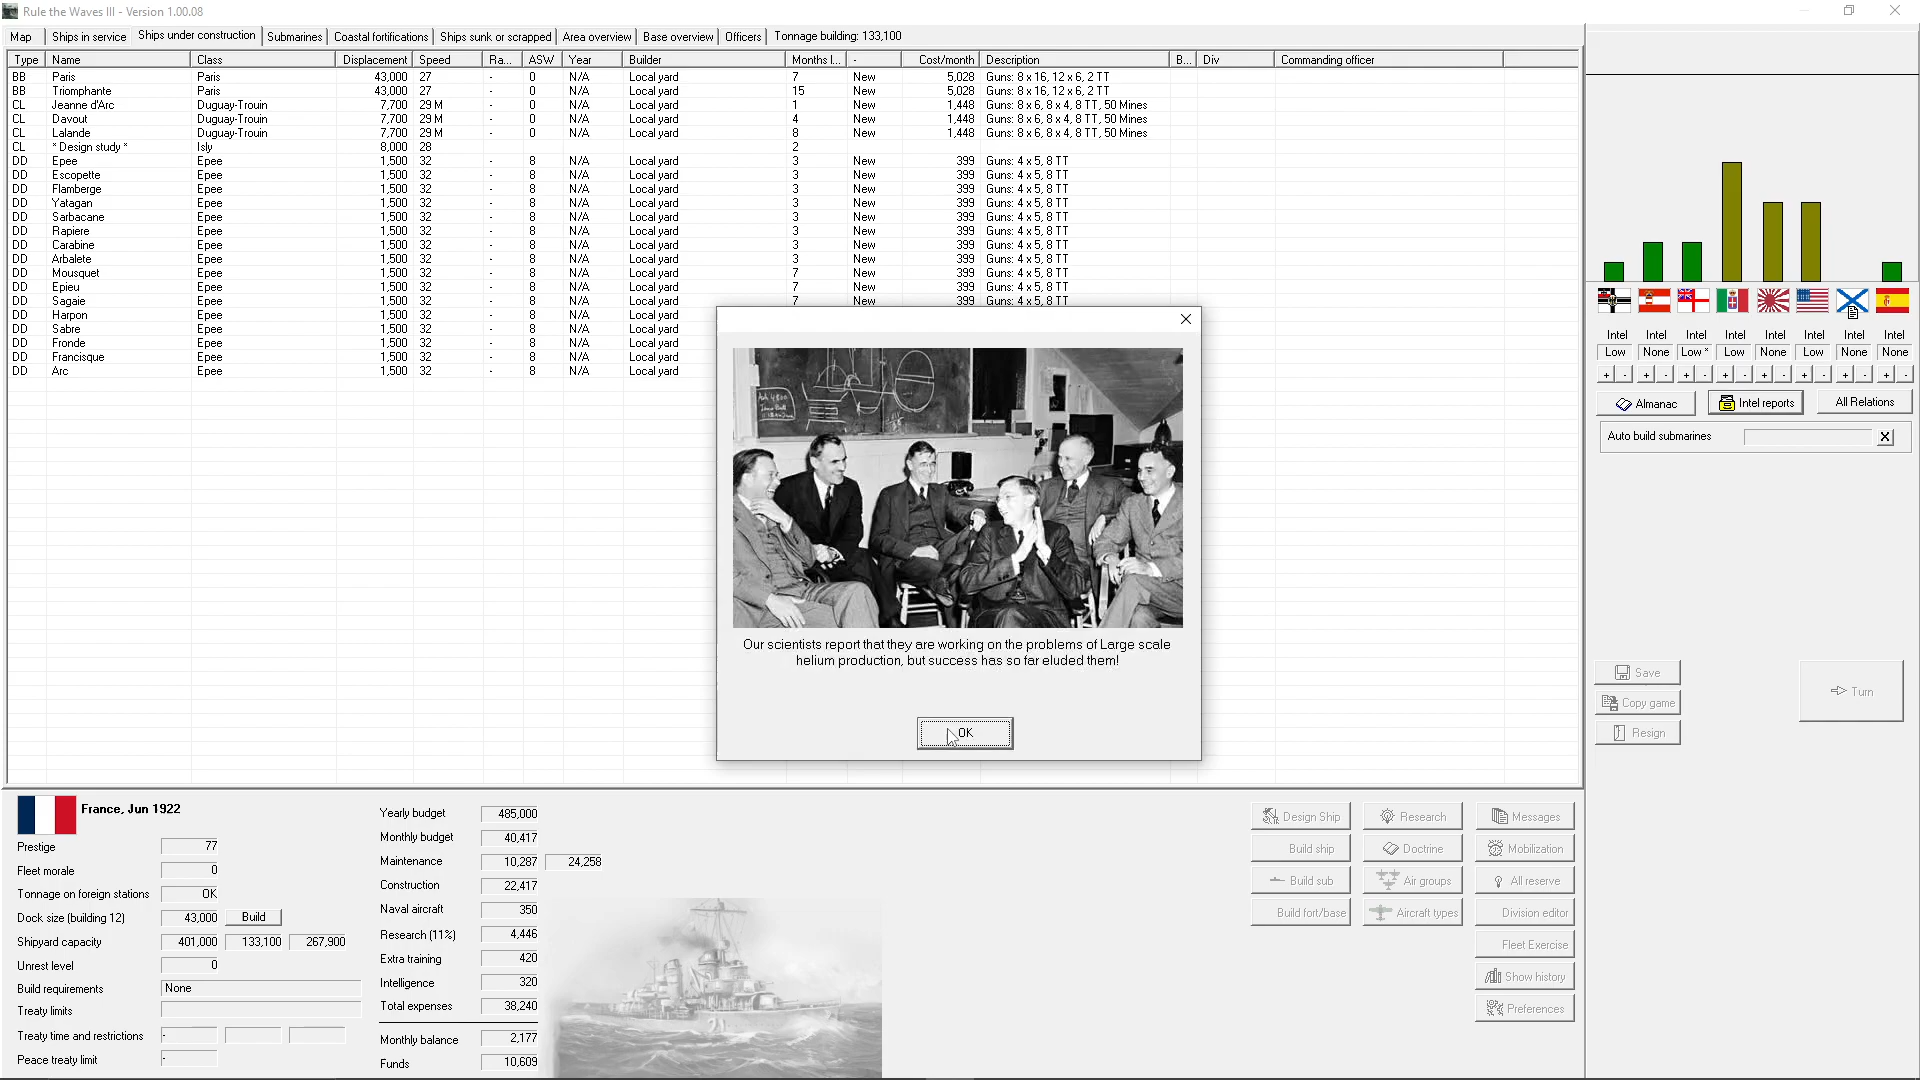 Rule the Waves III - Version 1.00.08
Map Ships in service Ships under construction Submarines Coastal fortifications Ships sunk or scrapped Area overview Base overview Officers Tonnage building: 133,100
Type Name Class Displacement Speed Ra... ASW Year Builder Months l... - Cost/month Description B... Div Commanding officer
BB Paris Paris 43,000 27 - 0 N/A Local yard 7 New 5,028 Guns: 8 x 16, 12 x 6, 2 TT
BB Triomphante Paris 43,000 27 - 0 N/A Local yard 15 New 5,028 Guns: 8 x 16, 12 x 6, 2 TT
CL Jeanne d'Arc Duguay-Trouin 7,700 29 M - 0 N/A Local yard 1 New 1,448 Guns: 8 x 6, 8 x 4, 8 TT, 50 Mines
CL Davout Duguay-Trouin 7,700 29 M - 0 N/A Local yard 4 New 1,448 Guns: 8 x 6, 8 x 4, 8 TT, 50 Mines
CL Lalande Duguay-Trouin 7,700 29 M - 0 N/A Local yard 8 New 1,448 Guns: 8 x 6, 8 x 4, 8 TT, 50 Mines
CL * Design study * Isly 8,000 28 2
DD Epee Epee 1,500 32 - 8 N/A Local yard 3 New 399 Guns: 4 x 5, 8 TT
DD Escopette Epee 1,500 32 - 8 N/A Local yard 3 New 399 Guns: 4 x 5, 8 TT
DD Flamberge Epee 1,500 32 - 8 N/A Local yard 3 New 399 Guns: 4 x 5, 8 TT
DD Yatagan Epee 1,500 32 - 8 N/A Local yard 3 New 399 Guns: 4 x 5, 8 TT
DD Sarbacane Epee 1,500 32 - 8 N/A Local yard 3 New 399 Guns: 4 x 5, 8 TT
DD Rapiere Epee 1,500 32 - 8 N/A Local yard 3 New 399 Guns: 4 x 5, 8 TT
DD Carabine Epee 1,500 32 - 8 N/A Local yard 3 New 399 Guns: 4 x 5, 8 TT
DD Arbalete Epee 1,500 32 - 8 N/A Local yard 3 New 399 Guns: 4 x 5, 8 TT
DD Mousquet Epee 1,500 32 - 8 N/A Local yard 7 New 399 Guns: 4 x 5, 8 TT
DD Epieu Epee 1,500 32 - 8 N/A Local yard 7 New 399 Guns: 4 x 5, 8 TT
DD Sagaie Epee 1,500 32 - 8 N/A Local yard 7 New 399 Guns: 4 x 5, 8 TT
DD Harpon Epee 1,500 32 - 8 N/A Local yard
DD Sabre Epee 1,500 32 - 8 N/A Local yard
DD Fronde Epee 1,500 32 - 8 N/A Local yard
DD Francisque Epee 1,500 32 - 8 N/A Local yard
DD Arc Epee 1,500 32 - 8 N/A Local yard
Our scientists report that they are working on the problems of Large scale
helium production, but success has so far eluded them!
OK
Intel Intel Intel Intel Intel Intel Intel Intel
Low None Low * Low None Low None None
+ - + - + - + - + - + - + - + -
Almanac Intel reports All Relations
Auto build submarines X
Save
Copy game
Resign
Turn
France, Jun 1922
Prestige 77
Fleet morale 0
Tonnage on foreign stations OK
Dock size (building 12) 43,000 Build
Shipyard capacity 401,000 133,100 267,900
Unrest level 0
Build requirements None
Treaty limits
Treaty time and restrictions -
Peace treaty limit -
Yearly budget 485,000
Monthly budget 40,417
Maintenance 10,287 24,258
Construction 22,417
Naval aircraft 350
Research (11%) 4,446
Extra training 420
Intelligence 320
Total expenses 38,240
Monthly balance 2,177
Funds 10,609
Design Ship Research Messages
Build ship Doctrine Mobilization
Build sub Air groups All reserve
Build fort/base Aircraft types Division editor
Fleet Exercise
Show history
Preferences